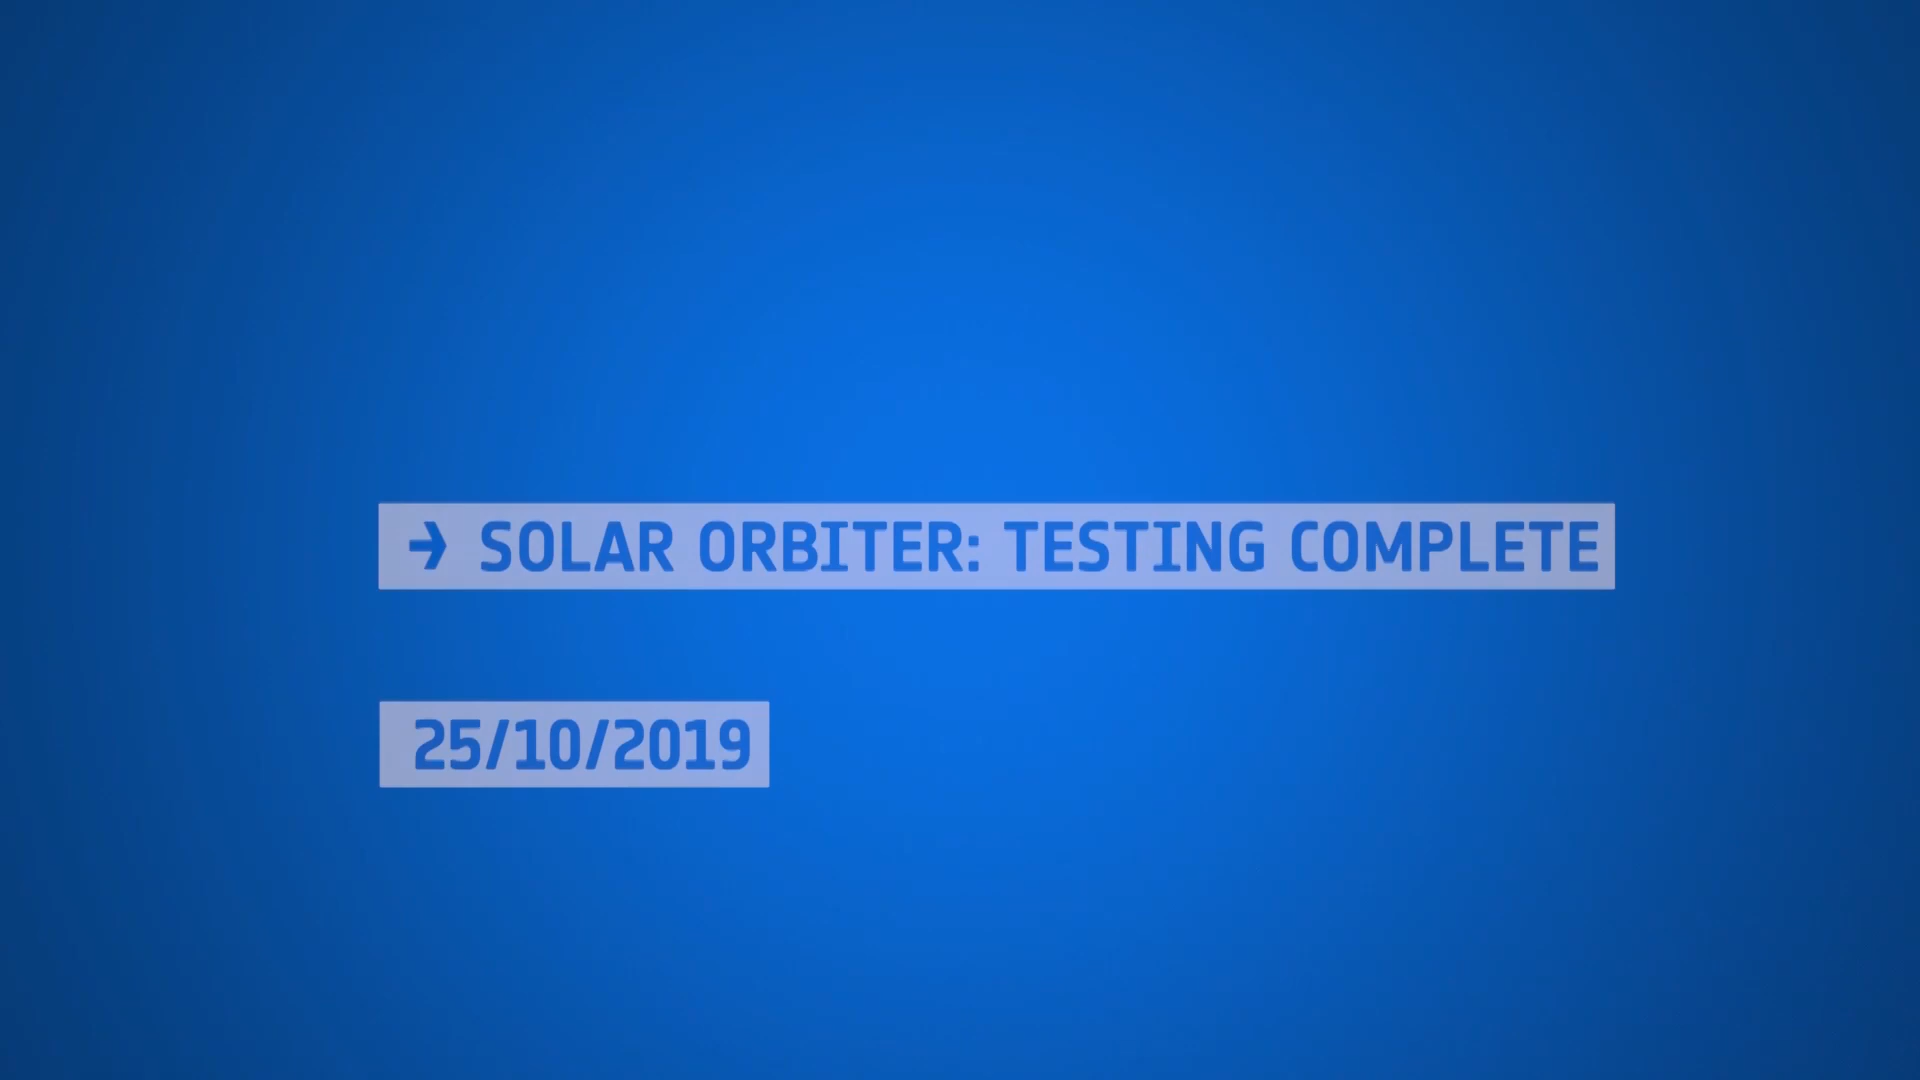 → SOLAR ORBITER: TESTING COMPLETE
25/10/2019